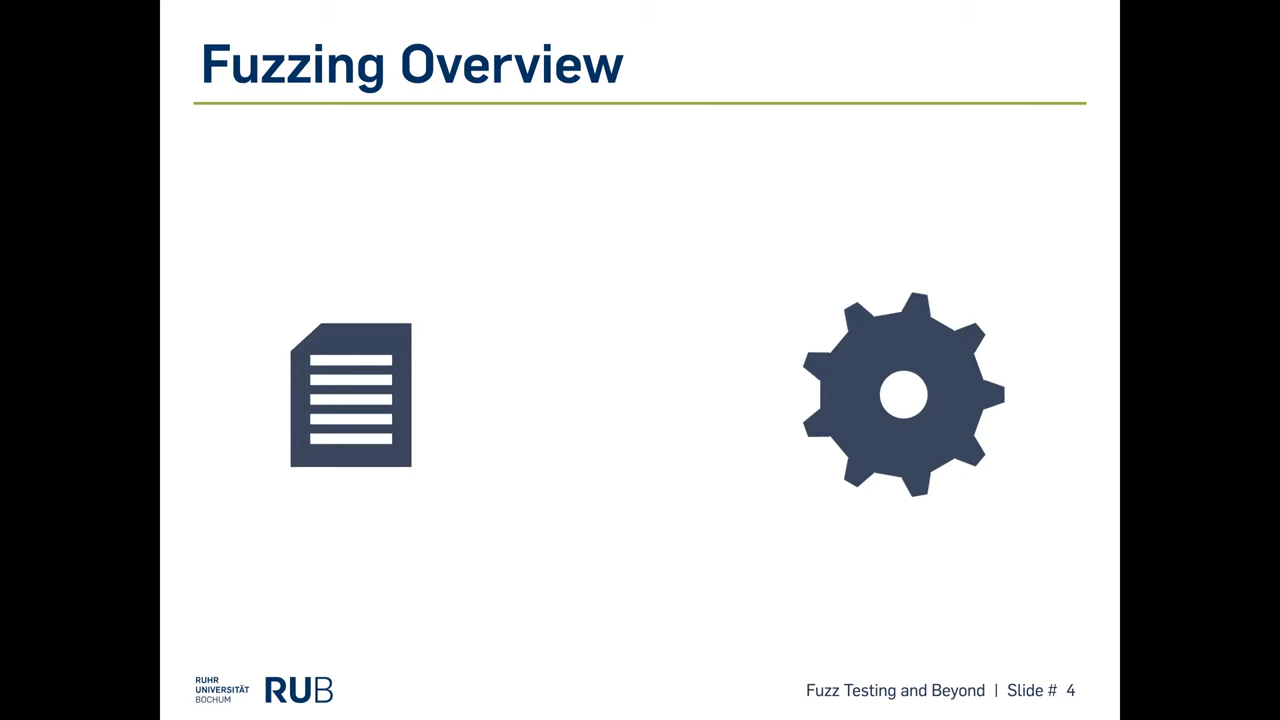 Fuzzing Overview
RUHR
UNIVERSITÄT
BOCHUM
RUB
Fuzz Testing and Beyond | Slide # 4